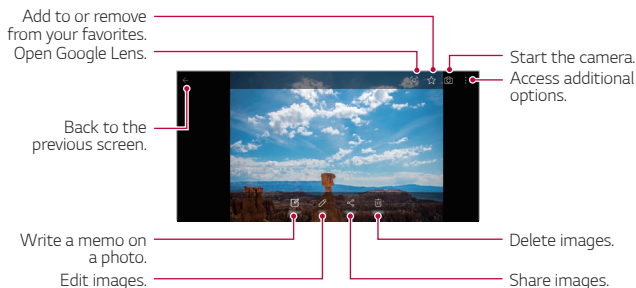 Add to or remove
from your favorites.
Open Google Lens.
Start the camera.
Access additional
options.
Back to the
previous screen.
Write a memo on
a photo.
Delete images.
Edit images.
Share images.